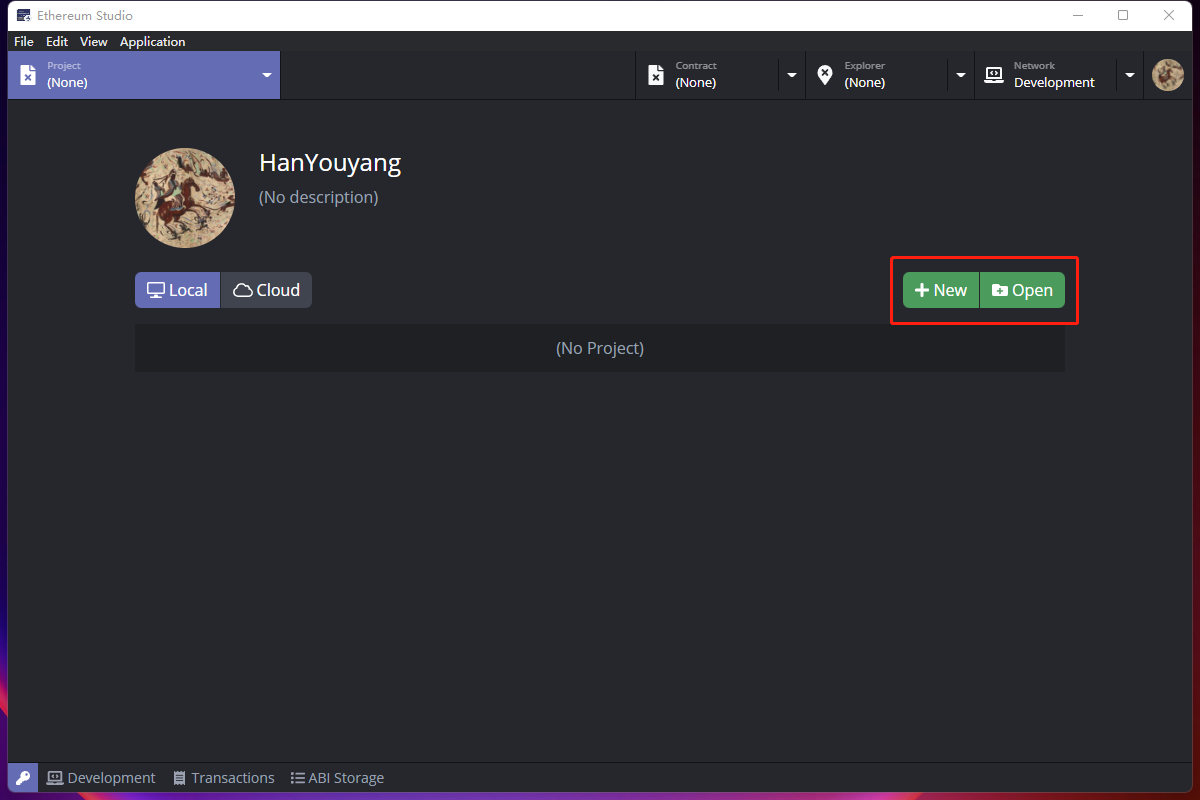 Ethereum Studio
File Edit View Application
Project
(None)
Contract
(None)
Explorer
(None)
Network
Development
HanYouyang
(No description)
Local Cloud
New Open
(No Project)
Development Transactions ABI Storage